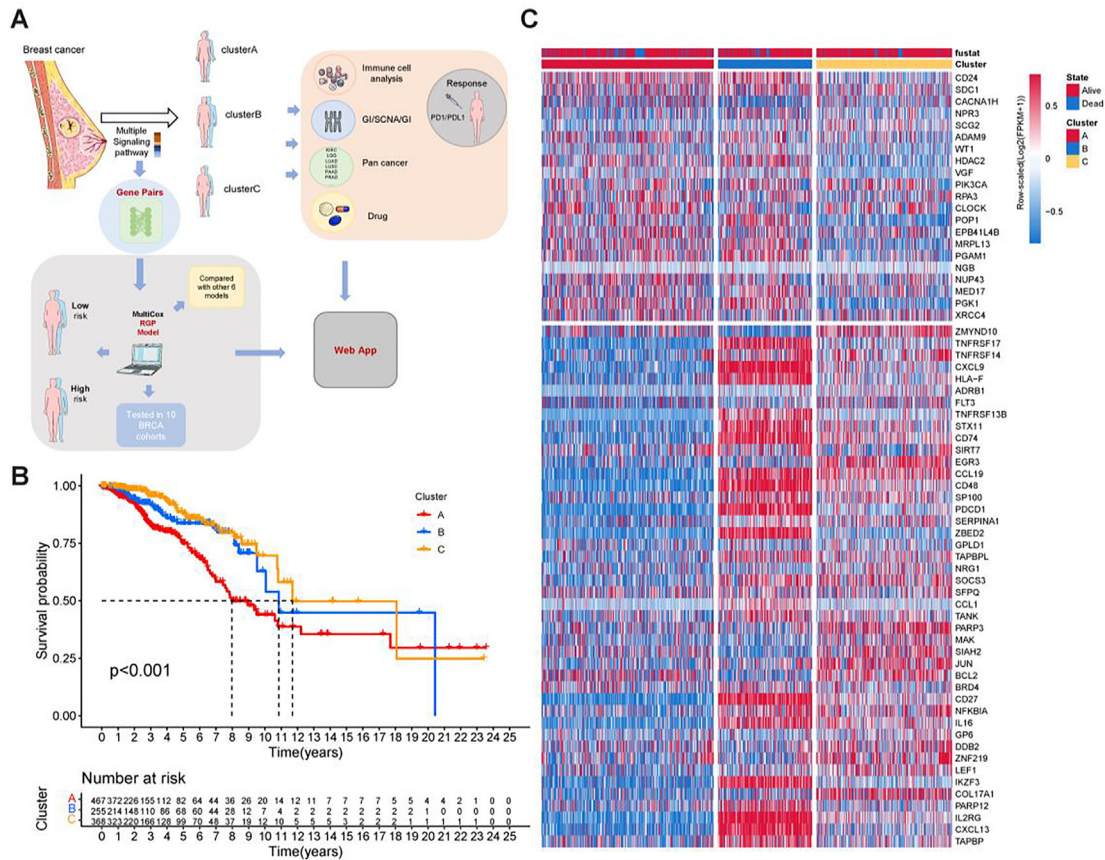 A
Breast cancer
clusterA
clusterB
clusterC
Multiple
Signaling
pathway
Gene Pairs
Immune cell
analysis
Response
PD1/PDL1
GI/SCNA/GI
KIRC
LGG
LUAD
LUSC
PAAD
PRAD
Pan cancer
Drug
Low
risk
High
risk
MultiCox
RGP
Model
Compared
with other 6
models
Tested in 10
BRCA
cohorts
Web App
B
Survival probability
1.00
0.75
0.50
0.25
0.00
Cluster
A
B
C
p<0.001
0 1 2 3 4 5 6 7 8 9 10 11 12 13 14 15 16 17 18 19 20 21 22 23 24 25
Time(years)
Number at risk
Cluster
A 467 372 226 155 112 82 64 44 36 26 20 14 12 11 7 7 7 7 5 5 4 4 2 1 0 0
B 255 214 148 110 86 68 60 44 28 12 7 4 2 2 2 2 2 2 2 2 1 0 0 0 0 0
C 368 323 220 166 128 99 70 48 37 19 12 10 5 5 5 3 2 2 2 1 1 1 1 1 0 0
0 1 2 3 4 5 6 7 8 9 10 11 12 13 14 15 16 17 18 19 20 21 22 23 24 25
Time(years)
C
fustat
Cluster
CD24
SDC1
CACNA1H
NPR3
SCG2
ADAM9
WT1
HDAC2
VGF
PIK3CA
RPA3
CLOCK
POP1
EPB41L4B
MRPL13
PGAM1
NGB
NUP43
MED17
PGK1
XRCC4
ZMYND10
TNFRSF17
TNFRSF14
CXCL9
HLA-F
ADRB1
FLT3
TNFRSF13B
STX11
CD74
SIRT7
EGR3
CCL19
CD48
SP100
PDCD1
SERPINA1
ZBED2
GPLD1
TAPBPL
NRG1
SOCS3
SFPQ
CCL1
TANK
PARP3
MAK
SIAH2
JUN
BCL2
BRD4
CD27
NFKBIA
IL16
GP6
DDB2
ZNF219
LEF1
IKZF3
COL17A1
PARP12
IL2RG
CXCL13
TAPBP
Row-scaled(Log2(FPKM+1))
0.5
0
−0.5
State
Alive
Dead
Cluster
A
B
C